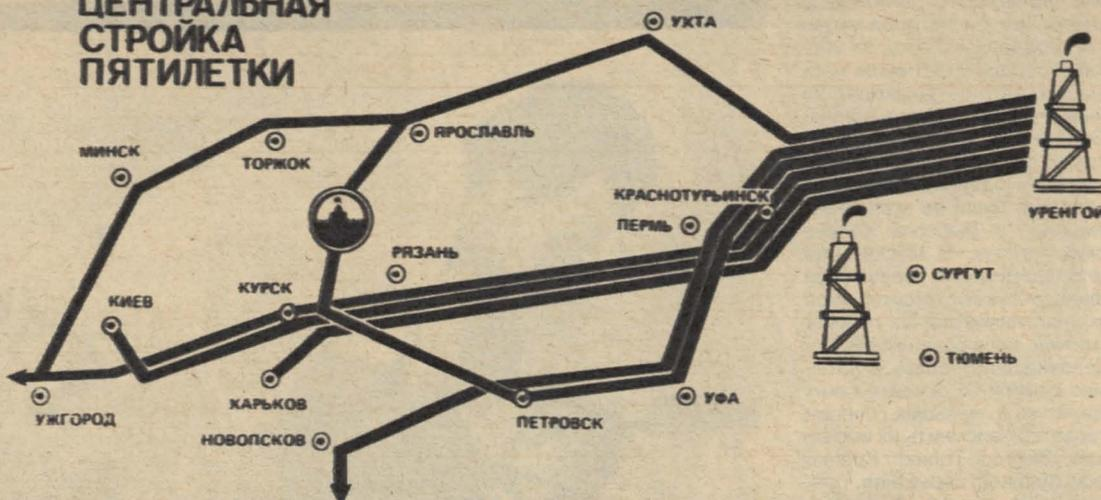 ЦЕНТРАЛЬНАЯ
СТРОЙКА
ПЯТИЛЕТКИ
УХТА
ЯРОСЛАВЛЬ
ТОРЖОК
МИНСК
КРАСНОТУРЬИНСК
ПЕРМЬ
УРЕНГОЙ
РЯЗАНЬ
СУРГУТ
КУРСК
КИЕВ
ТЮМЕНЬ
УЖГОРОД
ХАРЬКОВ
УФА
ПЕТРОВСК
НОВОПСКОВ